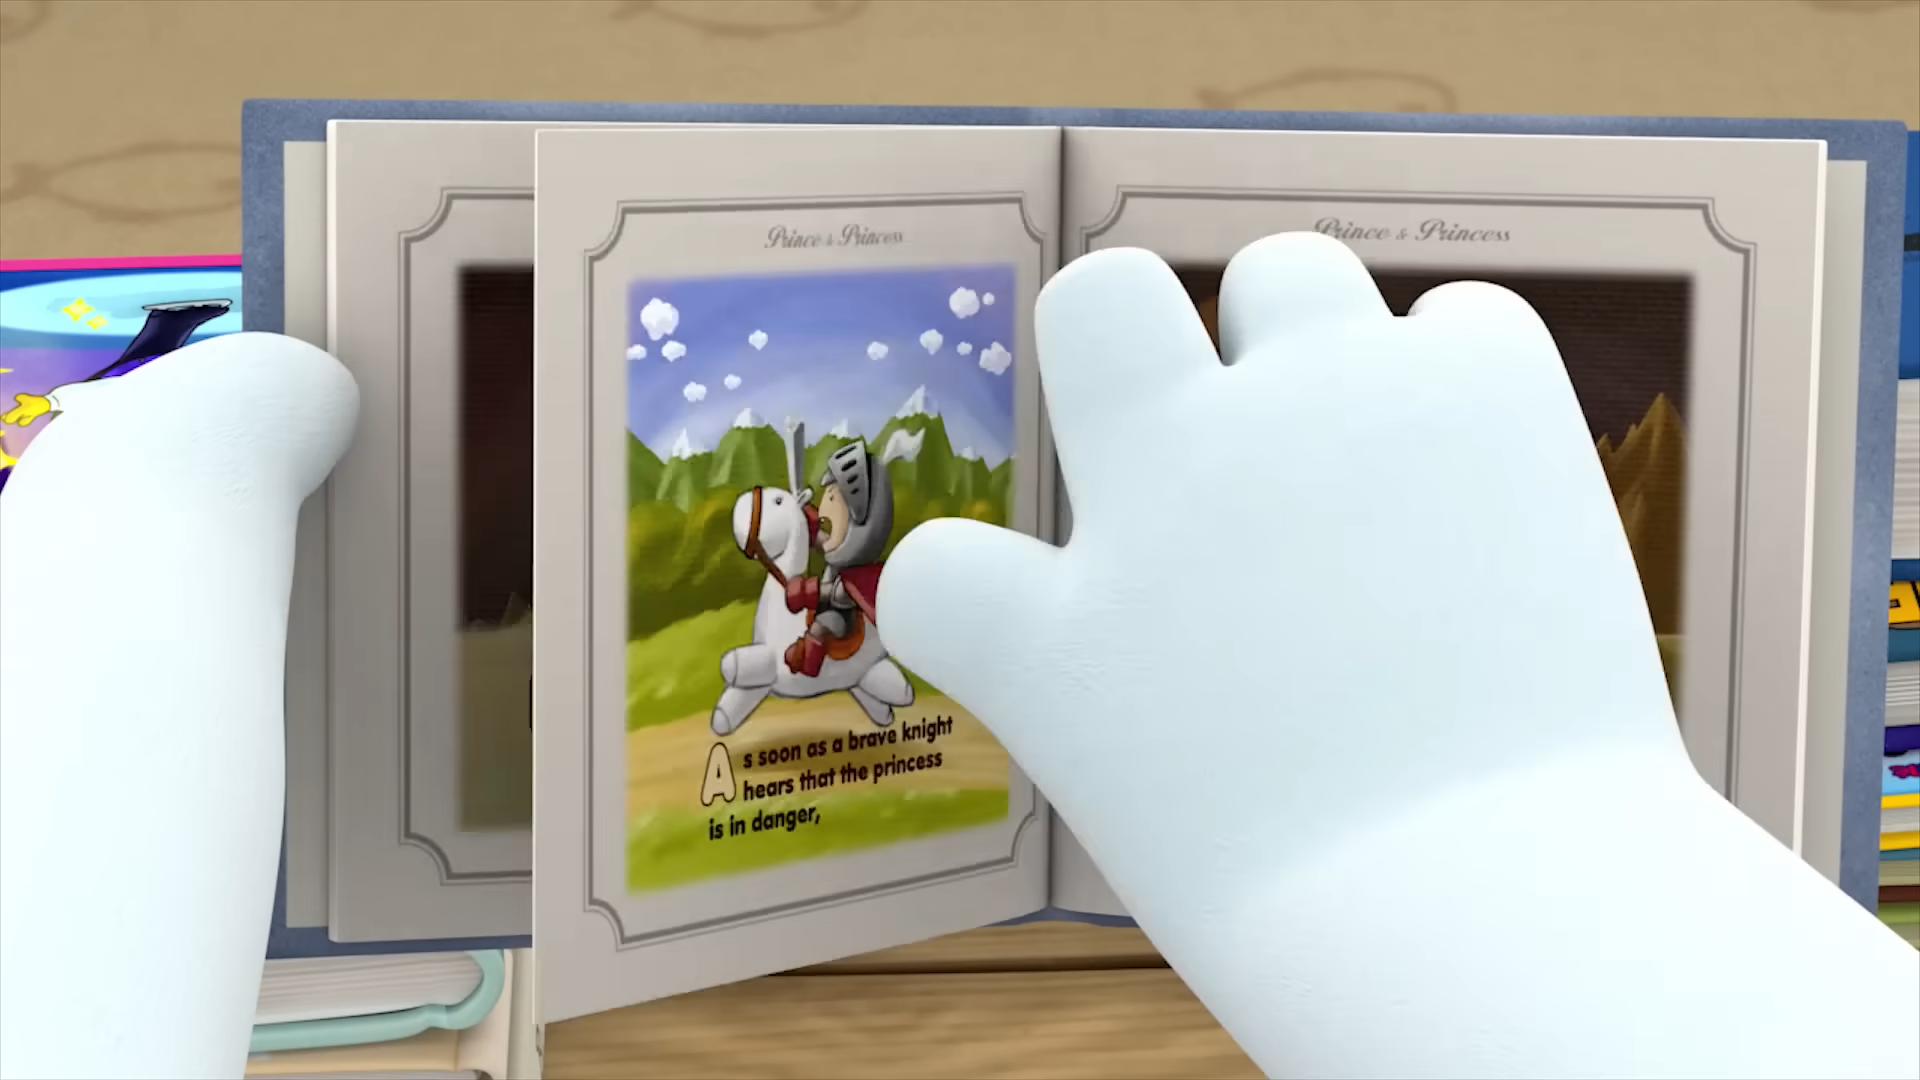 Prince & Princess
Prince & Princess
As soon as a brave knight
hears that the princess
is in danger,